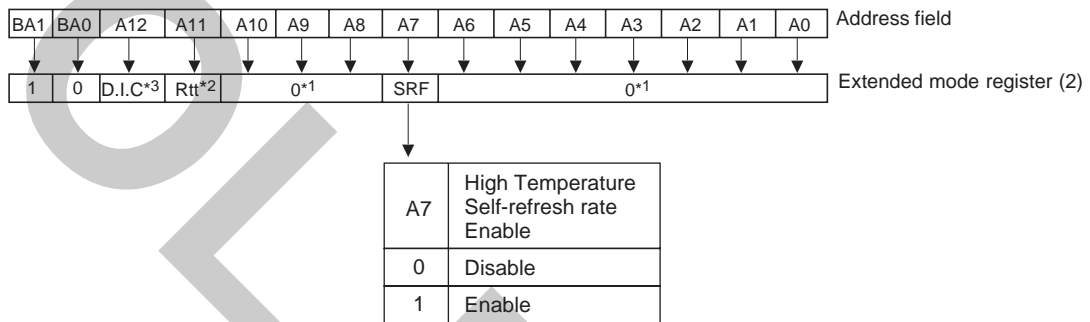 BA1 BA0 A12 A11 A10 A9 A8 A7 A6 A5 A4 A3 A2 A1 A0 Address field
1 0 D.I.C*3 Rtt*2 0*1 SRF 0*1 Extended mode register (2)
A7 High Temperature
Self-refresh rate
Enable
0 Disable
1 Enable